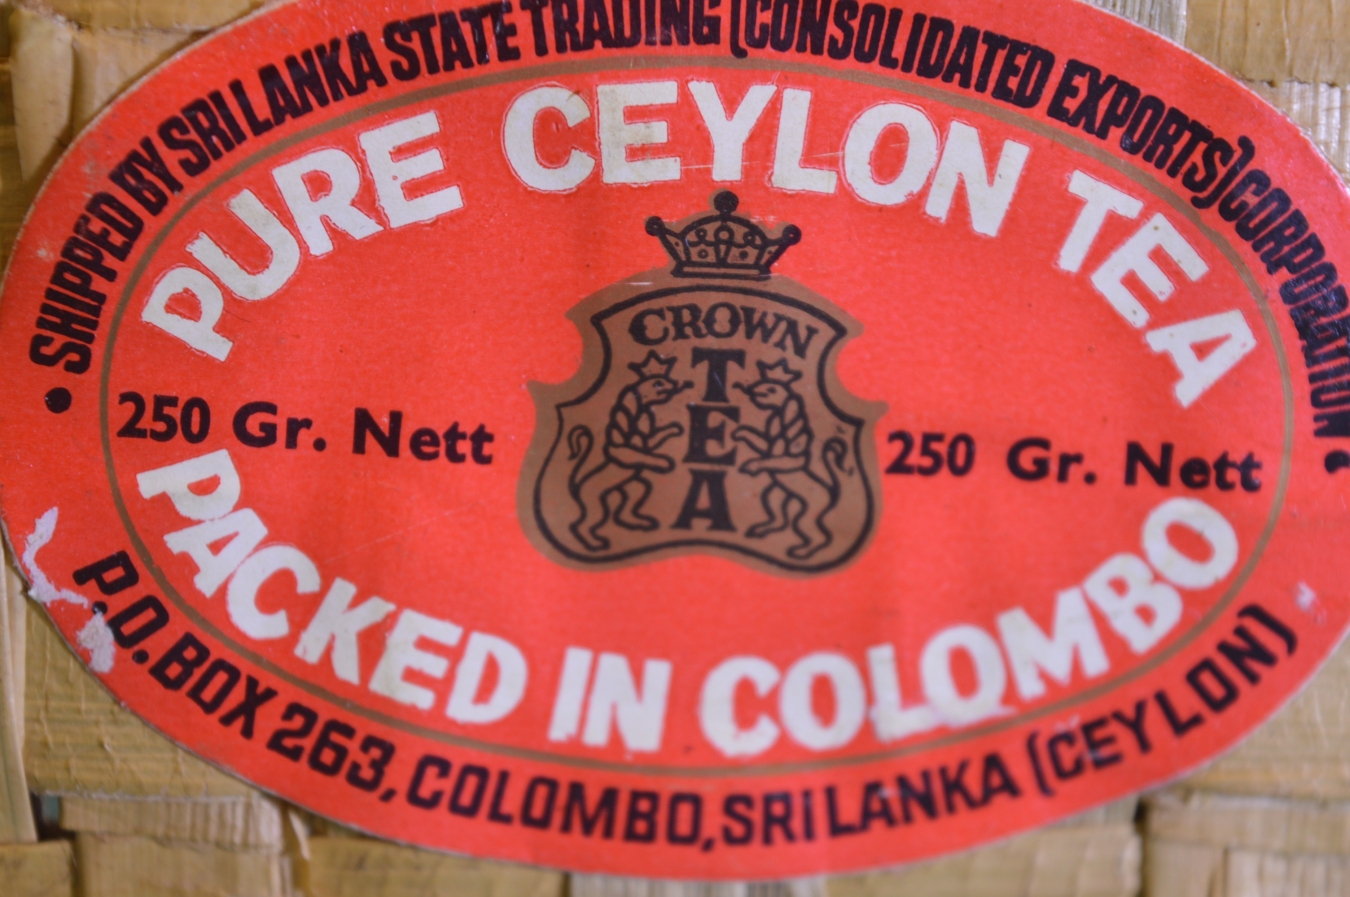 • SHIPPED BY SRI LANKA STATE TRADING (CONSOLIDATED EXPORTS) CORPORATION •
PURE CEYLON TEA
CROWN
TEA
250 Gr. Nett
250 Gr. Nett
PACKED IN COLOMBO
P.O. BOX 263, COLOMBO, SRI LANKA (CEYLON)